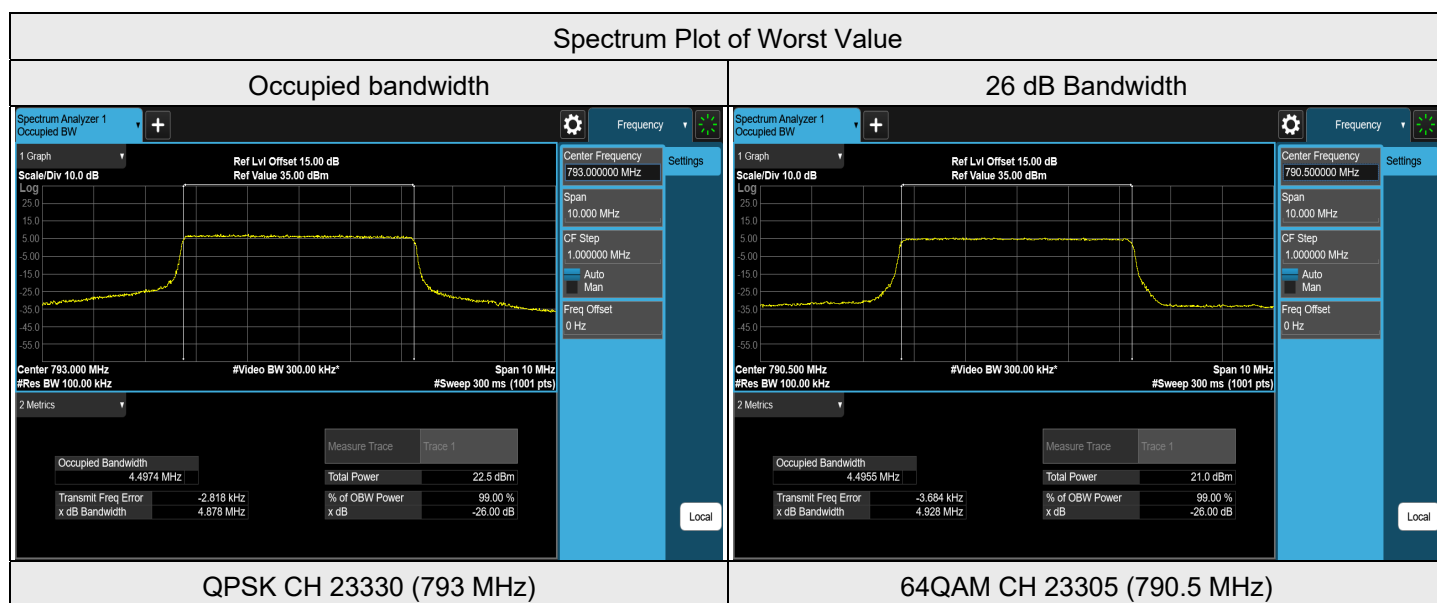 Spectrum Plot of Worst Value
Occupied bandwidth
26 dB Bandwidth
Spectrum Analyzer 1
Occupied BW
Frequency
1 Graph
Scale/Div 10.0 dB
Ref Lvl Offset 15.00 dB
Ref Value 35.00 dBm
Log
25.0
15.0
5.00
-5.00
-15.0
-25.0
-35.0
-45.0
-55.0
Center 793.000 MHz
#Video BW 300.00 kHz*
Span 10 MHz
#Res BW 100.00 kHz
#Sweep 300 ms (1001 pts)
Center Frequency
793.000000 MHz
Settings
Span
10.000 MHz
CF Step
1.000000 MHz
Auto
Man
Freq Offset
0 Hz
2 Metrics
Measure Trace Trace 1
Occupied Bandwidth
4.4974 MHz
Total Power 22.5 dBm
Transmit Freq Error -2.818 kHz
% of OBW Power 99.00 %
x dB Bandwidth 4.878 MHz
x dB -26.00 dB
Local
Spectrum Analyzer 1
Occupied BW
Frequency
1 Graph
Scale/Div 10.0 dB
Ref Lvl Offset 15.00 dB
Ref Value 35.00 dBm
Log
25.0
15.0
5.00
-5.00
-15.0
-25.0
-35.0
-45.0
-55.0
Center 790.500 MHz
#Video BW 300.00 kHz*
Span 10 MHz
#Res BW 100.00 kHz
#Sweep 300 ms (1001 pts)
Center Frequency
790.500000 MHz
Settings
Span
10.000 MHz
CF Step
1.000000 MHz
Auto
Man
Freq Offset
0 Hz
2 Metrics
Measure Trace Trace 1
Occupied Bandwidth
4.4955 MHz
Total Power 21.0 dBm
Transmit Freq Error -3.684 kHz
% of OBW Power 99.00 %
x dB Bandwidth 4.928 MHz
x dB -26.00 dB
Local
QPSK CH 23330 (793 MHz)
64QAM CH 23305 (790.5 MHz)